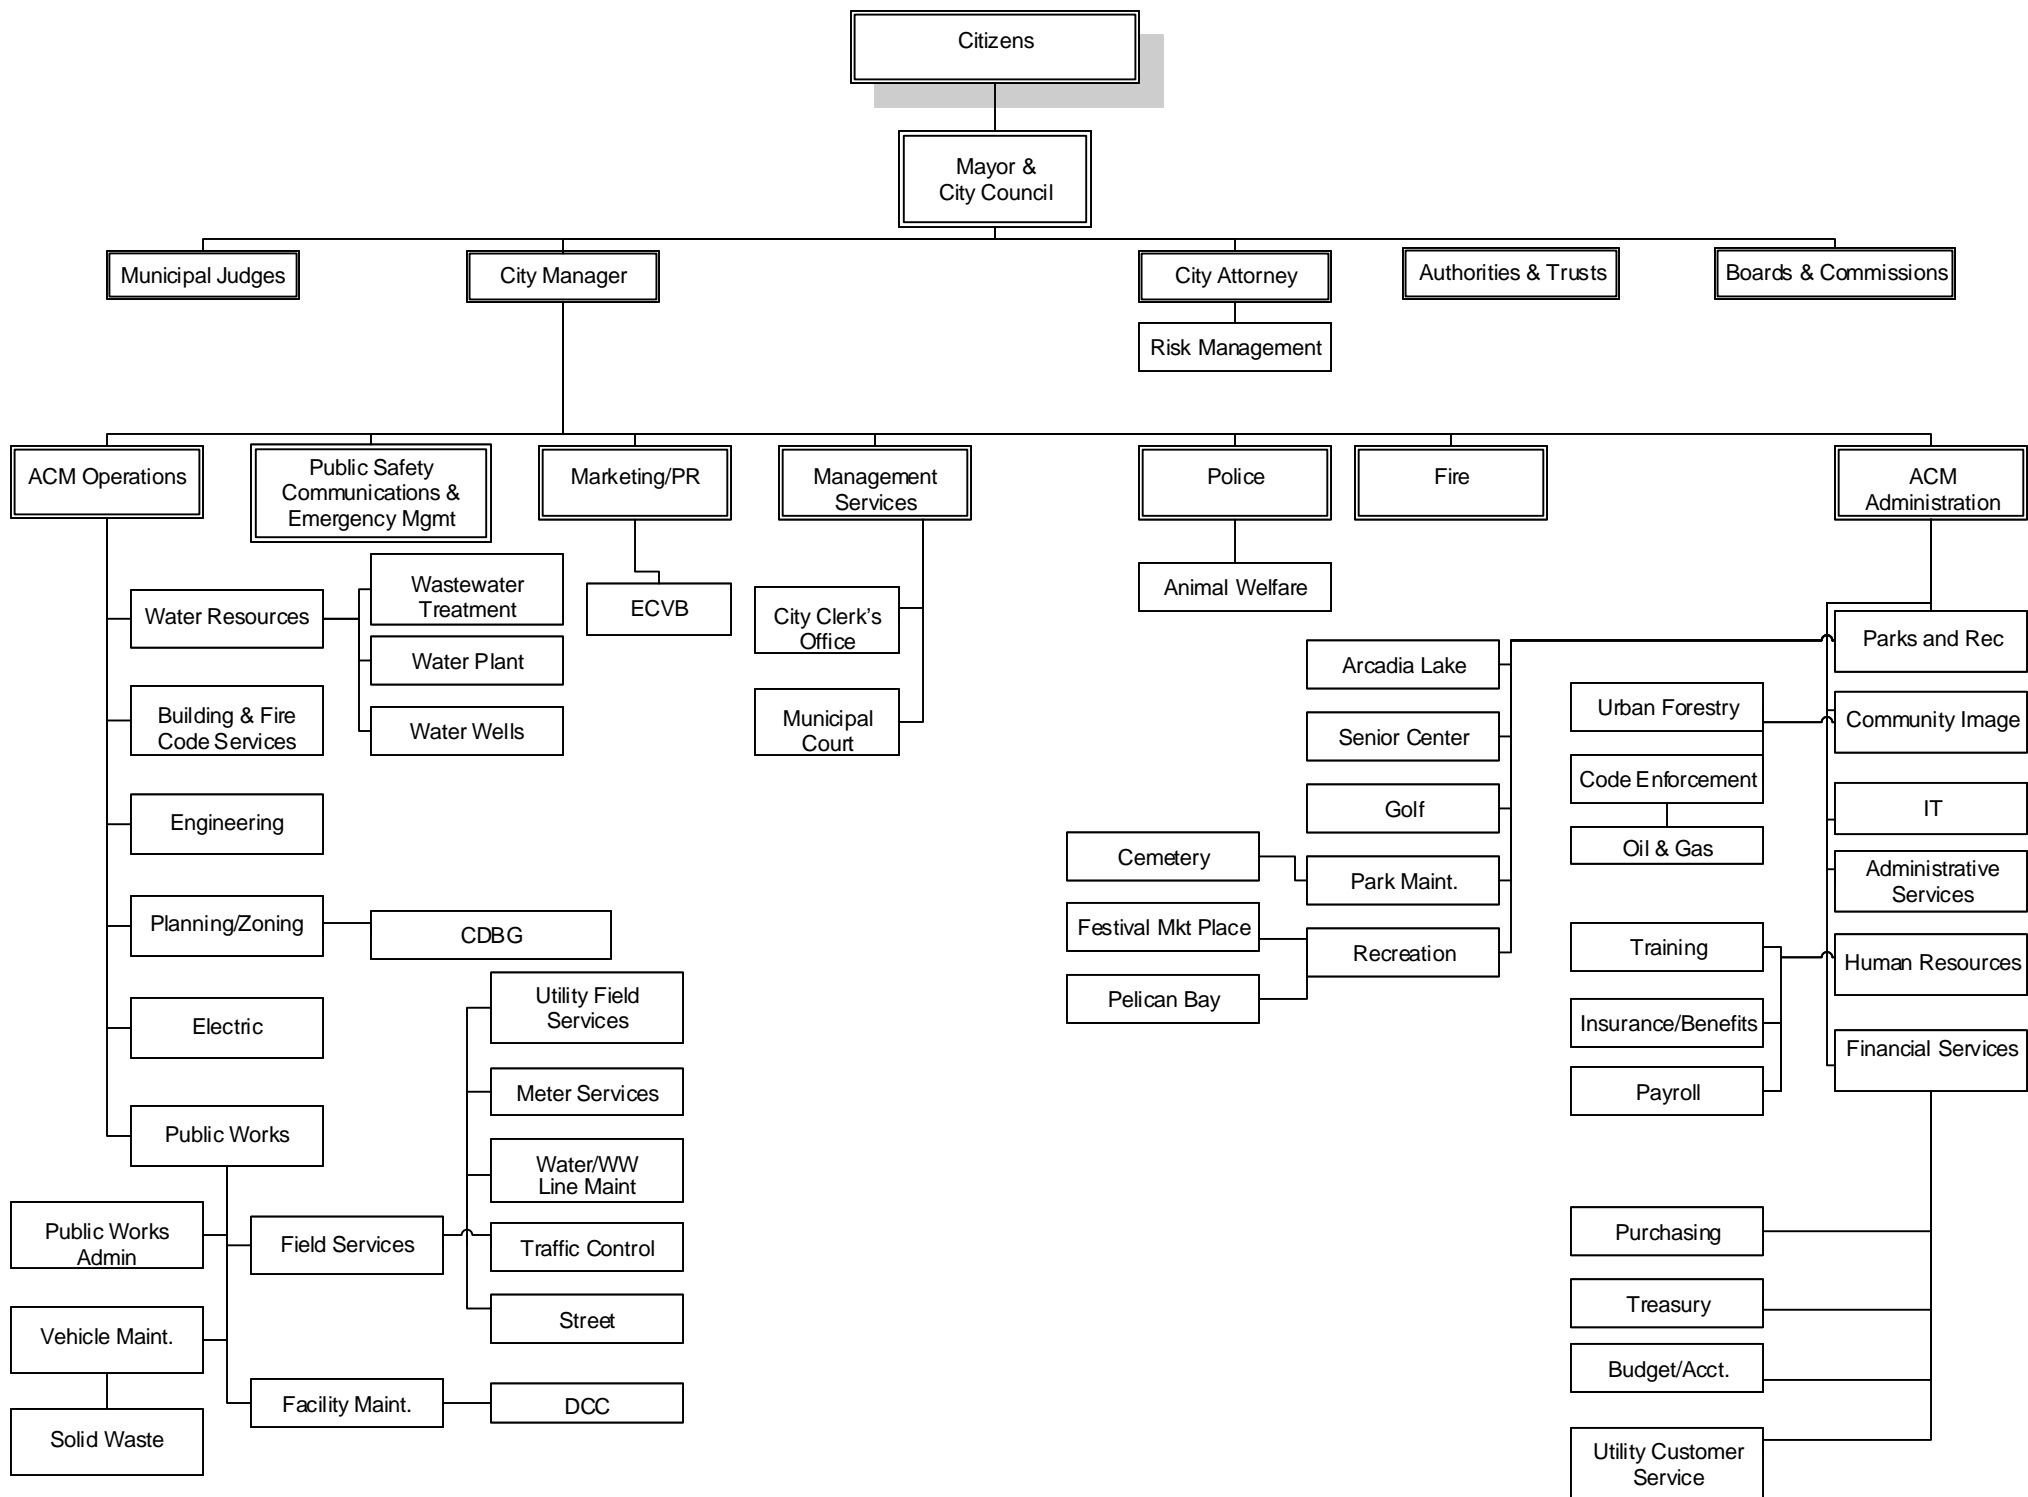 Citizens
Mayor &
City Council
Municipal Judges
City Manager
City Attorney
Authorities & Trusts
Boards & Commissions
Risk Management
ACM Operations
Public Safety
Communications &
Emergency Mgmt
Marketing/PR
Management
Services
Police
Fire
ACM
Administration
Water Resources
Wastewater
Treatment
Water Plant
Water Wells
ECVB
City Clerk's
Office
Municipal
Court
Animal Welfare
Building & Fire
Code Services
Engineering
Planning/Zoning
CDBG
Electric
Public Works
Utility Field
Services
Meter Services
Water/WW
Line Maint
Traffic Control
Street
Public Works
Admin
Field Services
Vehicle Maint.
Solid Waste
Facility Maint.
DCC
Arcadia Lake
Senior Center
Golf
Park Maint.
Recreation
Cemetery
Festival Mkt Place
Pelican Bay
Parks and Rec
Urban Forestry
Community Image
Code Enforcement
Oil & Gas
IT
Administrative
Services
Training
Human Resources
Insurance/Benefits
Payroll
Financial Services
Purchasing
Treasury
Budget/Acct.
Utility Customer
Service